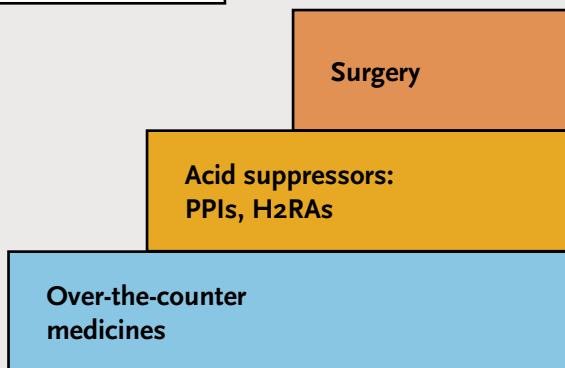 Surgery
Acid suppressors:
PPIs, H2RAs
Over-the-counter
medicines